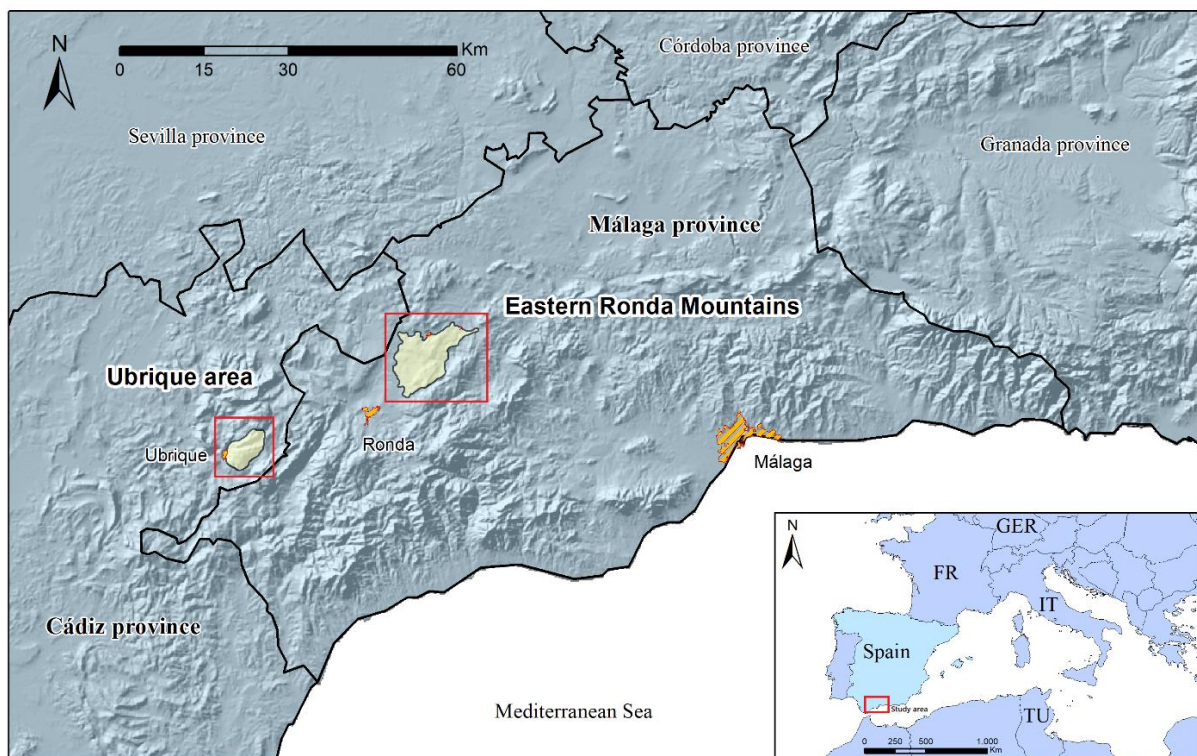 N
Km
0 15 30 60
Córdoba province
Sevilla province
Granada province
Málaga province
Eastern Ronda Mountains
Ubrique area
Ronda
Ubrique
Málaga
Cádiz province
Mediterranean Sea
N
GER
FR
IT
Spain
Study area
TU
0 250 500 1.000
Km